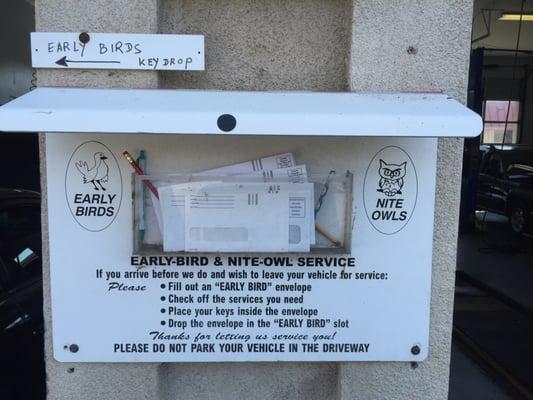 EARLY BIRDS
KEY DROP
EARLY
BIRDS
NITE
OWLS
EARLY-BIRD & NITE-OWL SERVICE
If you arrive before we do and wish to leave your vehicle for service:
Please • Fill out an "EARLY BIRD" envelope
• Check off the services you need
• Place your keys inside the envelope
• Drop the envelope in the "EARLY BIRD" slot
Thanks for letting us service you!
PLEASE DO NOT PARK YOUR VEHICLE IN THE DRIVEWAY